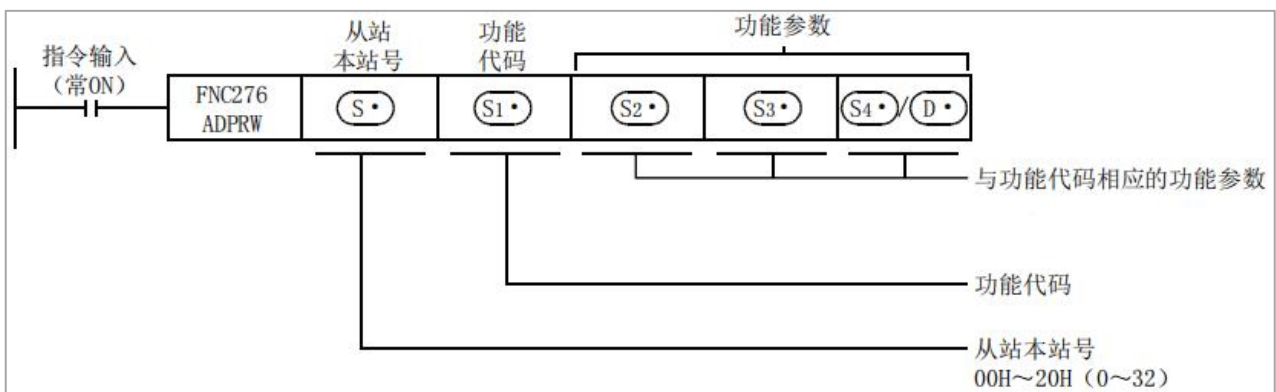 从站
本站号
功能
代码
功能参数
指令输入
（常ON）
FNC276
ADPRW
S•
S1•
S2•
S3•
S4•/D•
与功能代码相应的功能参数
功能代码
从站本站号
00H～20H（0～32）